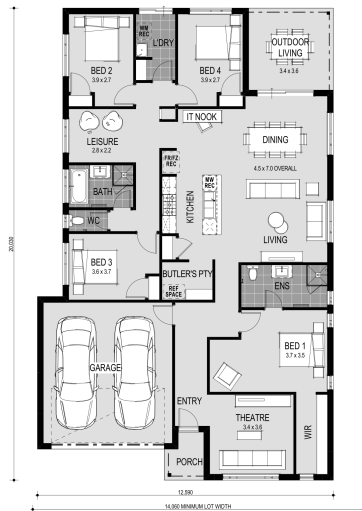 WM
REC
L'DRY
BED 2
3.9 x 2.7
BED 4
3.9 x 2.7
OUTDOOR
LIVING
3.4 x 3.6
IT NOOK
LEISURE
2.8 x 2.2
DINING
4.5 x 7.0 OVERALL
FR/FZ
REC
MW
REC
BATH
KITCHEN
WC
LIVING
BED 3
3.6 x 3.7
BUTLER'S PTY
REF
SPACE
ENS
BED 1
3.7 x 3.5
GARAGE
ENTRY
THEATRE
3.4 x 3.6
WIR
PORCH
20,030
12,590
14,060 MINIMUM LOT WIDTH